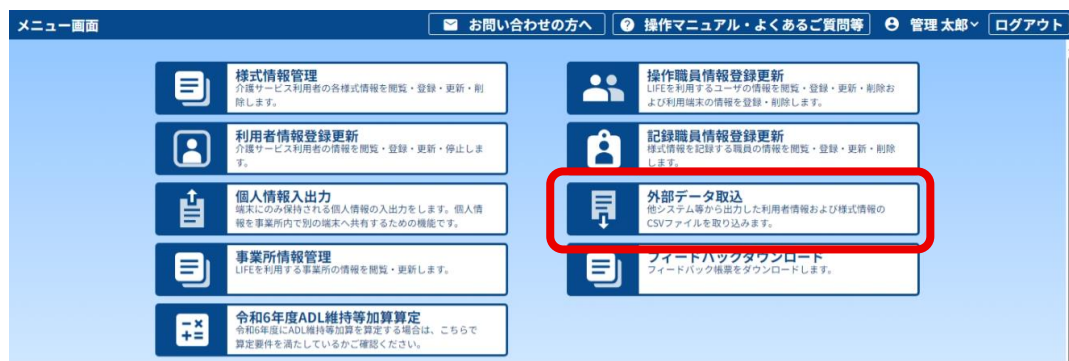 メニュー画面
お問い合わせの方へ
操作マニュアル・よくあるご質問等
管理 太郎
ログアウト
様式情報管理
介護サービス利用者の各様式情報を閲覧・登録・更新・削
除します。
操作職員情報登録更新
LIFEを利用するユーザの情報を閲覧・登録・更新・削除お
よび利用端末の情報を登録・削除します。
利用者情報登録更新
介護サービス利用者の情報を閲覧・登録・更新・停止しま
す。
記録職員情報登録更新
様式情報を記録する職員の情報を閲覧・登録・更新・削除
します。
個人情報入出力
端末にのみ保持される個人情報の入出力をします。個人情
報を事業所内で別の端末へ共有するための機能です。
外部データ取込
他システム等から出力した利用者情報および様式情報の
CSVファイルを取り込みます。
事業所情報管理
LIFEを利用する事業所の情報を閲覧・更新します。
フィードバックダウンロード
フィードバック帳票をダウンロードします。
令和6年度ADL維持等加算算定
令和6年度にADL維持等加算を算定する場合は、こちらで
算定要件を満たしているかご確認ください。